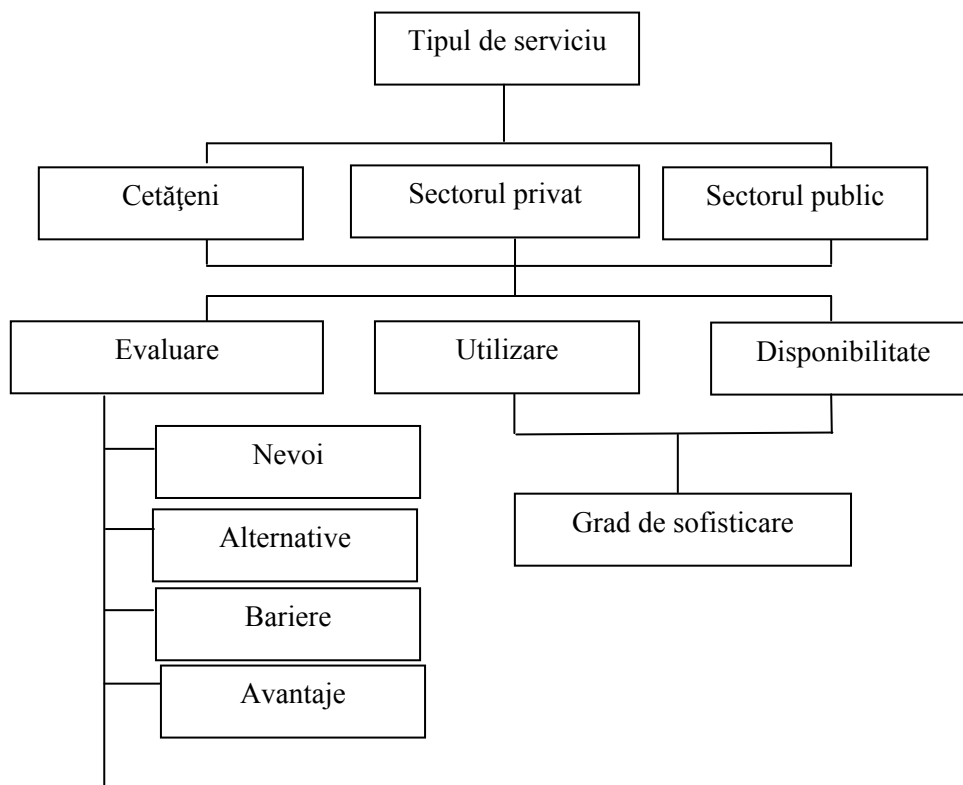 Tipul de serviciu
Cetăţeni
Sectorul privat
Sectorul public
Evaluare
Utilizare
Disponibilitate
Nevoi
Alternative
Bariere
Avantaje
Grad de sofisticare